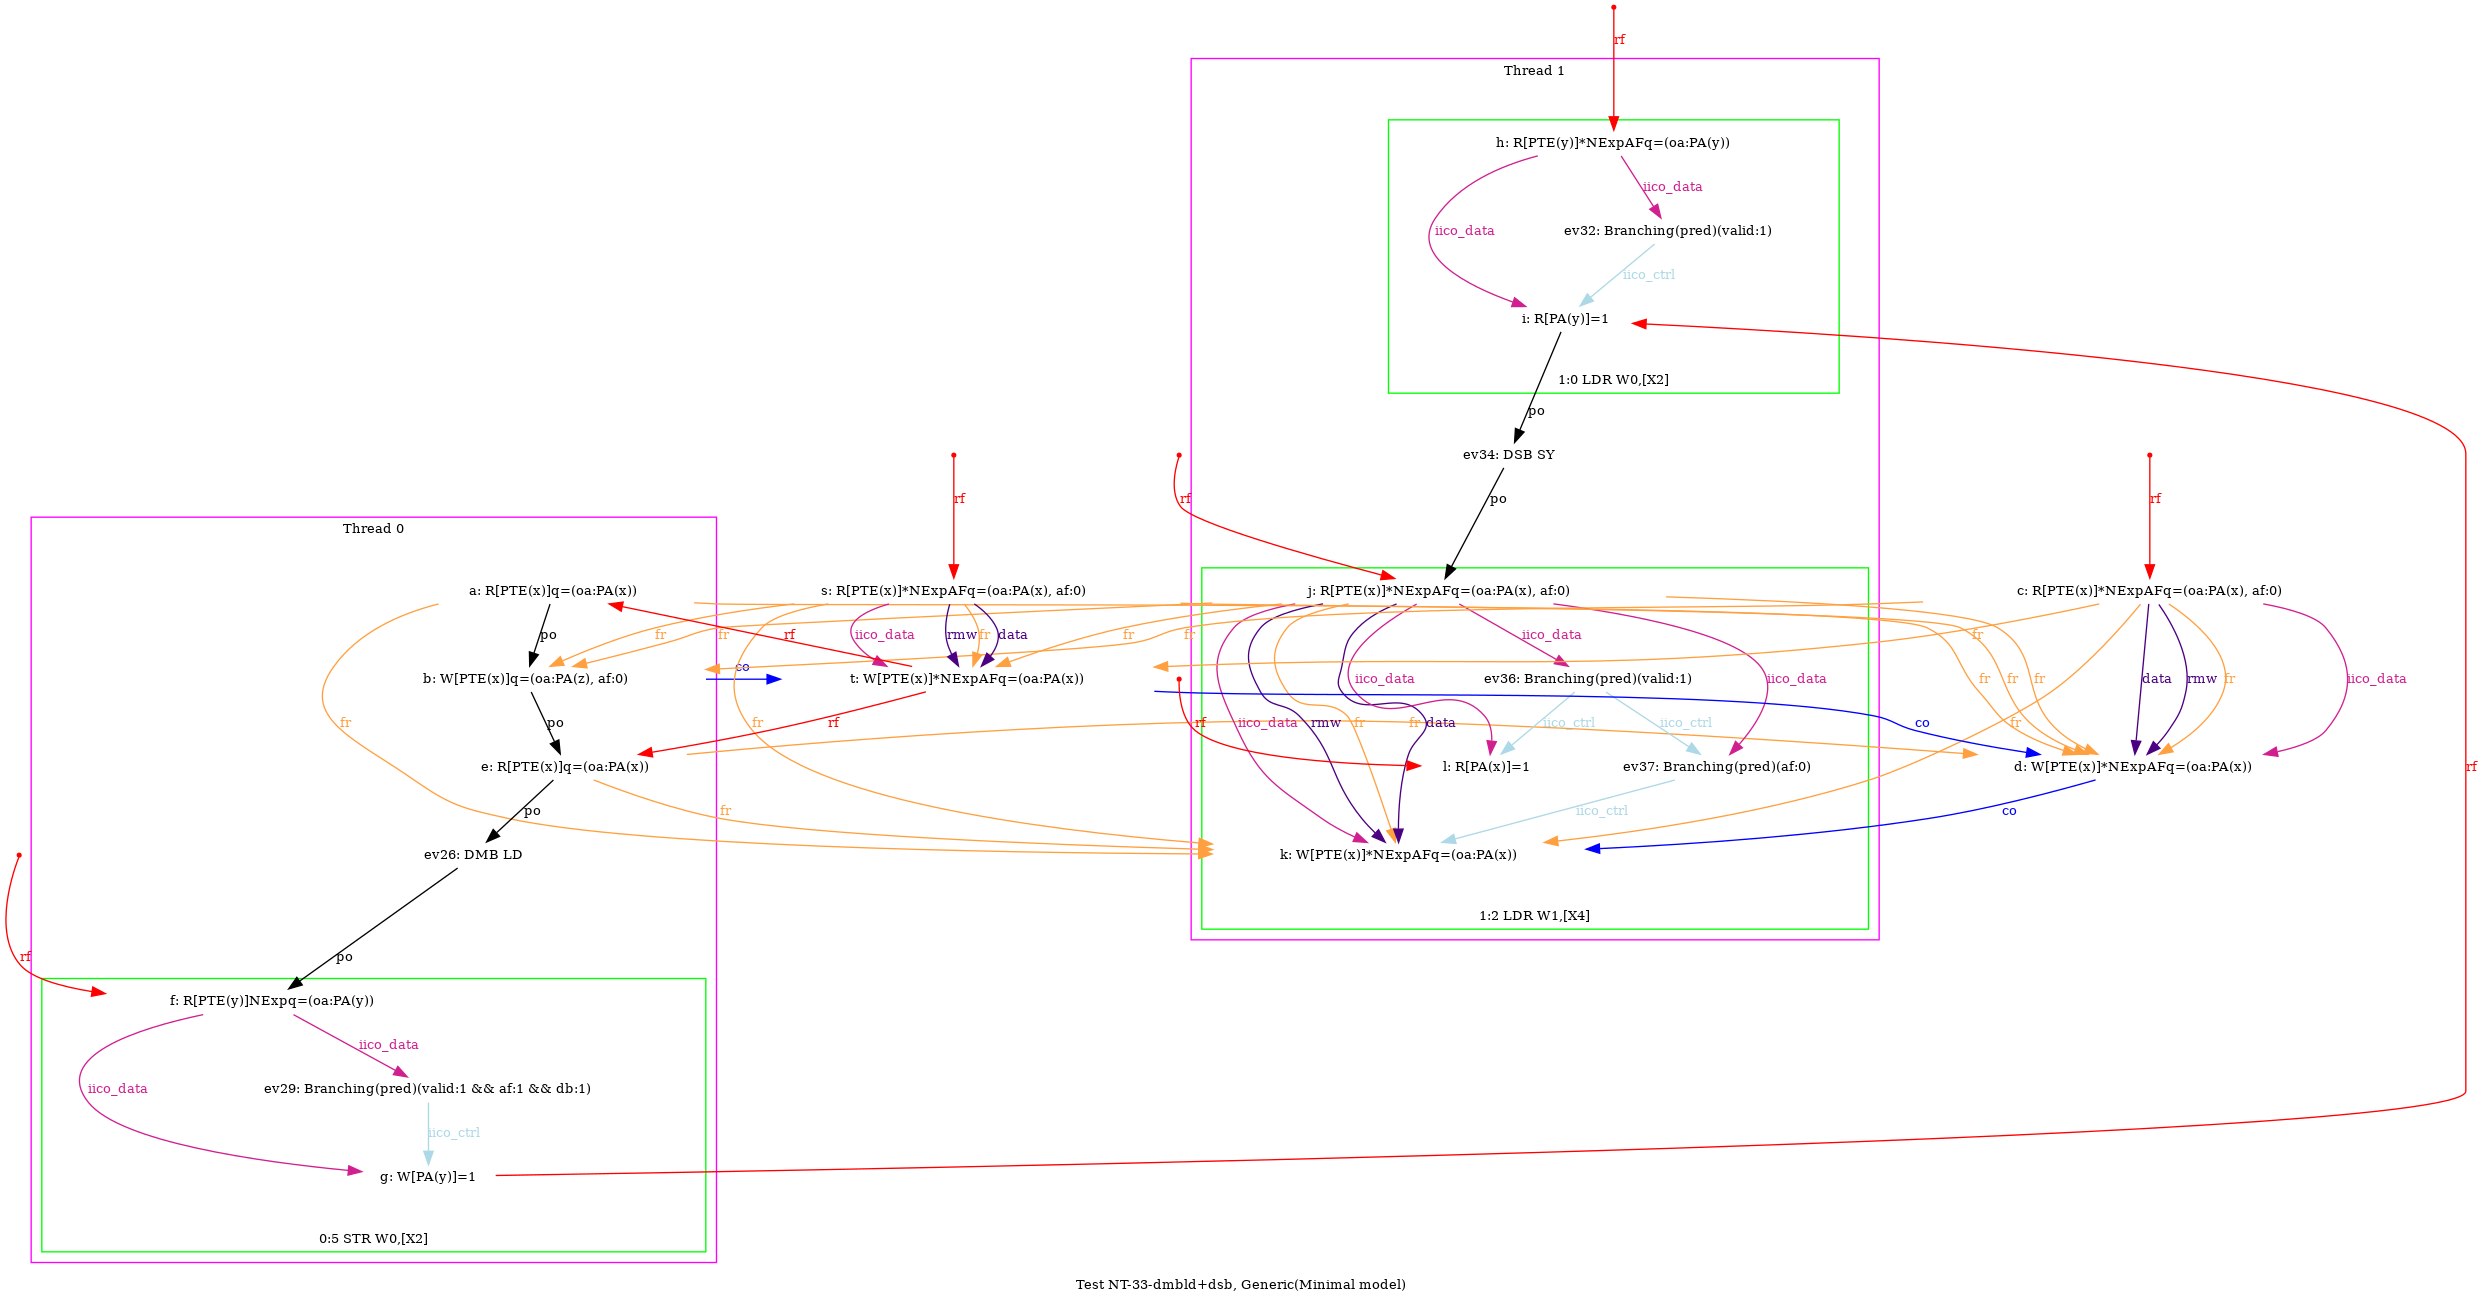 rf
Thread 1
h: R[PTE(y)]*NExpAFq=(oa:PA(y))
iico_data
iico_data
ev32: Branching(pred)(valid:1)
iico_ctrl
i: R[PA(y)]=1
1:0 LDR W0,[X2]
po
ev34: DSB SY
rf
rf
po
rf
Thread 0
a: R[PTE(x)]q=(oa:PA(x))
s: R[PTE(x)]*NExpAFq=(oa:PA(x), af:0)
j: R[PTE(x)]*NExpAFq=(oa:PA(x), af:0)
c: R[PTE(x)]*NExpAFq=(oa:PA(x), af:0)
po
fr
fr
rf
iico_data
rmw
fr
data
fr
fr
iico_data
fr
b: W[PTE(x)]q=(oa:PA(z), af:0)
co
t: W[PTE(x)]*NExpAFq=(oa:PA(x))
iico_data
ev36: Branching(pred)(valid:1)
iico_data
fr
fr
fr
data
rmw
fr
iico_data
fr
po
fr
rf
rf
iico_data
rmw
fr
fr
data
iico_ctrl
iico_ctrl
co
fr
e: R[PTE(x)]q=(oa:PA(x))
l: R[PA(x)]=1
ev37: Branching(pred)(af:0)
d: W[PTE(x)]*NExpAFq=(oa:PA(x))
rf
po
fr
iico_ctrl
co
ev26: DMB LD
k: W[PTE(x)]*NExpAFq=(oa:PA(x))
1:2 LDR W1,[X4]
rf
po
f: R[PTE(y)]NExpq=(oa:PA(y))
iico_data
iico_data
ev29: Branching(pred)(valid:1 && af:1 && db:1)
iico_ctrl
g: W[PA(y)]=1
0:5 STR W0,[X2]
Test NT-33-dmbld+dsb, Generic(Minimal model)